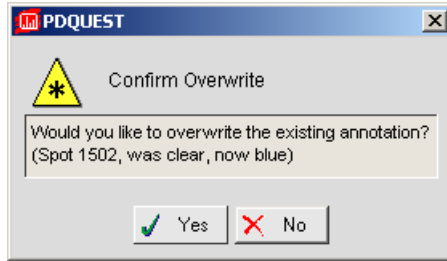 PDQUEST
Confirm Overwrite
Would you like to overwrite the existing annotation?
(Spot 1502, was clear, now blue)
Yes
No